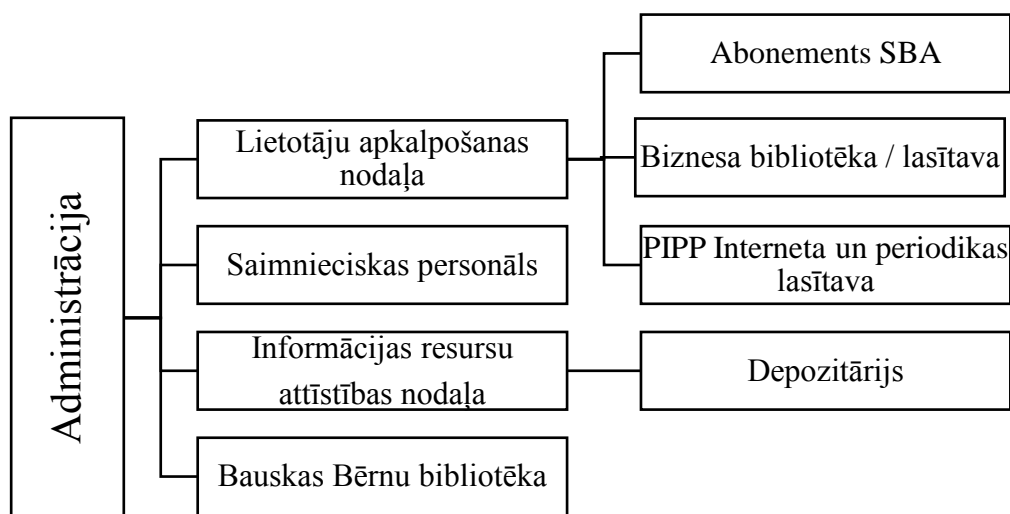 Administrācija
Lietotāju apkalpošanas
nodaļa
Abonements SBA
Biznesa bibliotēka / lasītava
PIPP Interneta un periodikas
lasītava
Saimnieciskas personāls
Informācijas resursu
attīstības nodaļa
Depozitārijs
Bauskas Bērnu bibliotēka